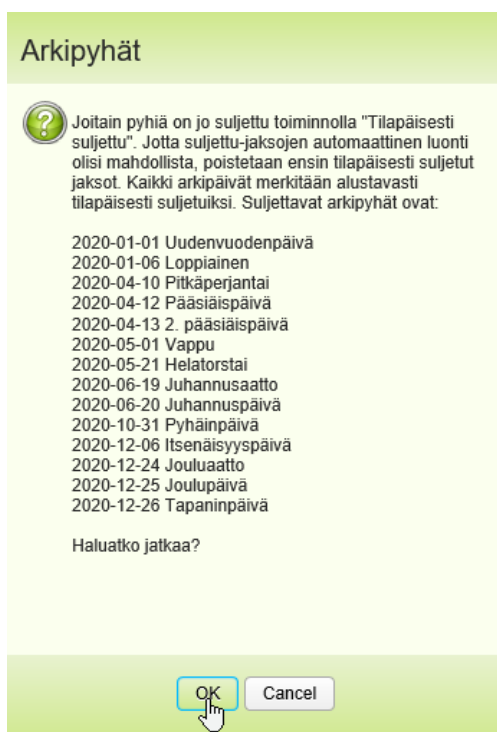 Arkipyhät
Joitain pyhiä on jo suljettu toiminnolla "Tilapäisesti
suljettu". Jotta suljettu-jaksojen automaattinen luonti
olisi mahdollista, poistetaan ensin tilapäisesti suljetut
jaksot. Kaikki arkipäivät merkitään alustavasti
tilapäisesti suljetuiksi. Suljettavat arkipyhät ovat:
2020-01-01 Uudenvuodenpäivä
2020-01-06 Loppiainen
2020-04-10 Pitkäperjantai
2020-04-12 Pääsiäispäivä
2020-04-13 2. pääsiäispäivä
2020-05-01 Vappu
2020-05-21 Helatorstai
2020-06-19 Juhannusaatto
2020-06-20 Juhannuspäivä
2020-10-31 Pyhäinpäivä
2020-12-06 Itsenäisyyspäivä
2020-12-24 Jouluaatto
2020-12-25 Joulupäivä
2020-12-26 Tapaninpäivä
Haluatko jatkaa?
OK Cancel